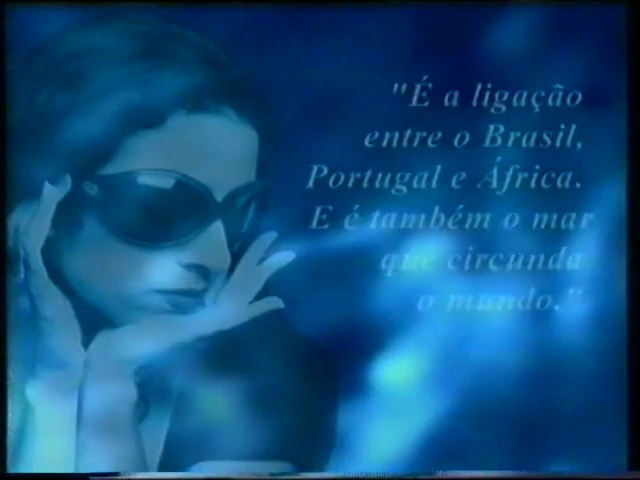 "É a ligação
entre o Brasil,
Portugal e África.
E é também o mar
que circunda
o mundo."